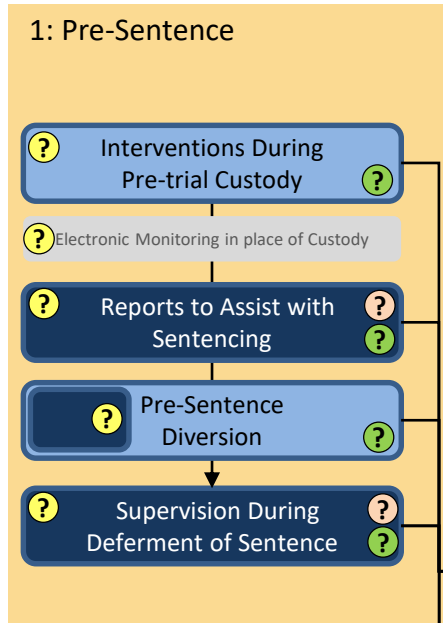 1: Pre-Sentence
?
Interventions During
Pre-trial Custody
?
?
Electronic Monitoring in place of Custody
?
Reports to Assist with
Sentencing
?
?
?
Pre-Sentence
Diversion
?
?
Supervision During
Deferment of Sentence
?
?